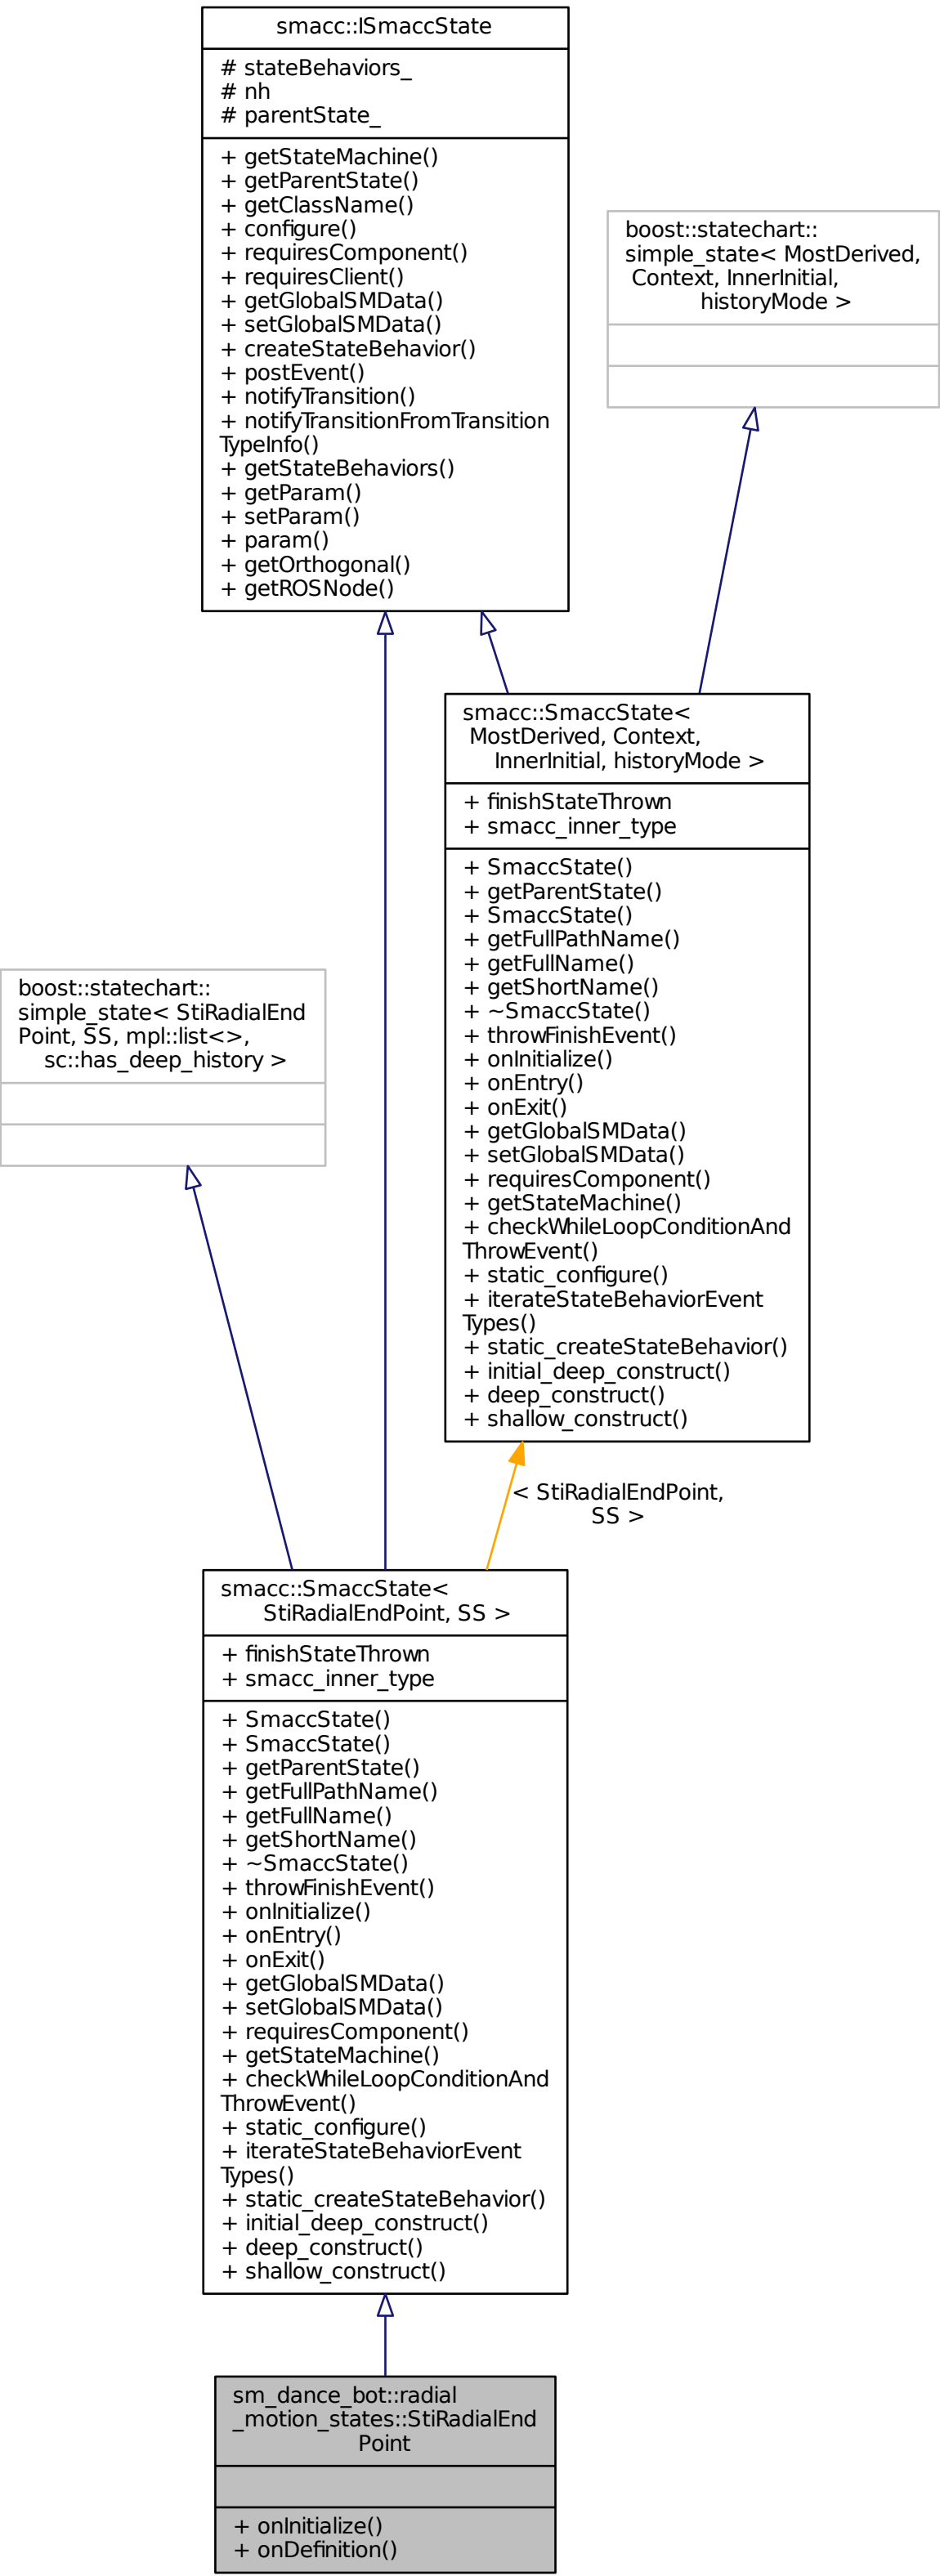 smacc::ISmaccState
# stateBehaviors_
# nh
# parentState_
+ getStateMachine()
+ getParentState()
+ getClassName()
+ configure()
+ requiresComponent()
+ requiresClient()
+ getGlobalSMData()
+ setGlobalSMData()
+ createStateBehavior()
+ postEvent()
+ notifyTransition()
+ notifyTransitionFromTransition
TypeInfo()
+ getStateBehaviors()
+ getParam()
+ setParam()
+ param()
+ getOrthogonal()
+ getROSNode()
boost::statechart::
simple_state< MostDerived,
Context, InnerInitial,
historyMode >
smacc::SmaccState<
MostDerived, Context,
InnerInitial, historyMode >
+ finishStateThrown
+ smacc_inner_type
+ SmaccState()
+ getParentState()
+ SmaccState()
+ getFullPathName()
+ getFullName()
+ getShortName()
+ ~SmaccState()
+ throwFinishEvent()
+ onInitialize()
+ onEntry()
+ onExit()
+ getGlobalSMData()
+ setGlobalSMData()
+ requiresComponent()
+ getStateMachine()
+ checkWhileLoopConditionAnd
ThrowEvent()
+ static_configure()
+ iterateStateBehaviorEvent
Types()
+ static_createStateBehavior()
+ initial_deep_construct()
+ deep_construct()
+ shallow_construct()
boost::statechart::
simple_state< StiRadialEnd
Point, SS, mpl::list<>,
sc::has_deep_history >
< StiRadialEndPoint,
SS >
smacc::SmaccState<
StiRadialEndPoint, SS >
+ finishStateThrown
+ smacc_inner_type
+ SmaccState()
+ SmaccState()
+ getParentState()
+ getFullPathName()
+ getFullName()
+ getShortName()
+ ~SmaccState()
+ throwFinishEvent()
+ onInitialize()
+ onEntry()
+ onExit()
+ getGlobalSMData()
+ setGlobalSMData()
+ requiresComponent()
+ getStateMachine()
+ checkWhileLoopConditionAnd
ThrowEvent()
+ static_configure()
+ iterateStateBehaviorEvent
Types()
+ static_createStateBehavior()
+ initial_deep_construct()
+ deep_construct()
+ shallow_construct()
sm_dance_bot::radial
_motion_states::StiRadialEnd
Point
+ onInitialize()
+ onDefinition()